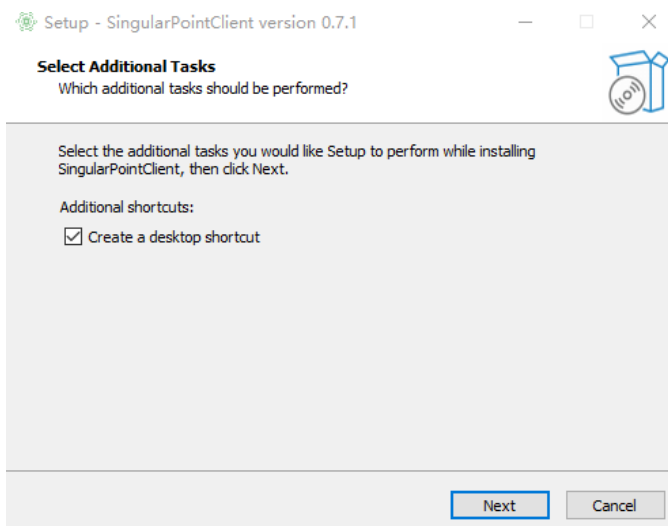 Setup - SingularPointClient version 0.7.1
Select Additional Tasks
Which additional tasks should be performed?
Select the additional tasks you would like Setup to perform while installing
SingularPointClient, then click Next.
Additional shortcuts:
Create a desktop shortcut
Next
Cancel